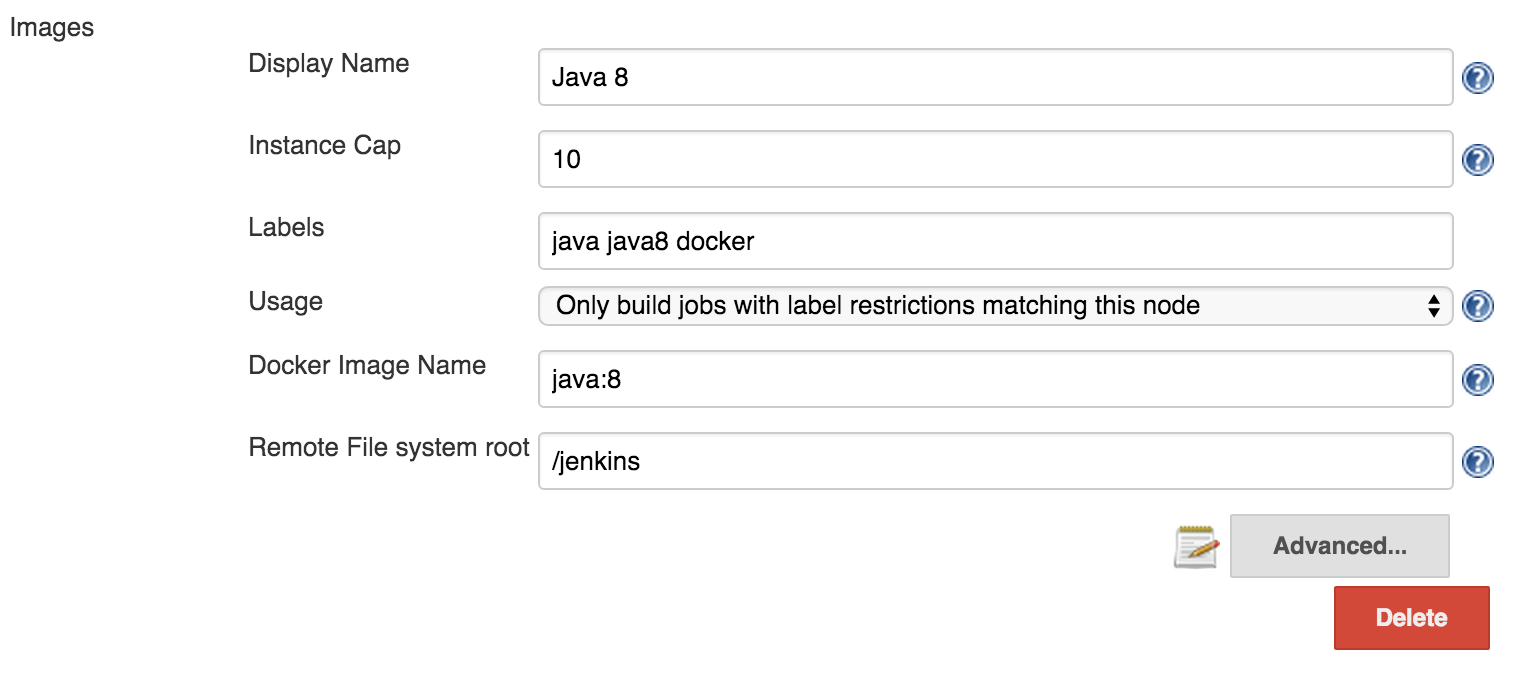 Images
Display Name
Java 8
?
Instance Cap
10
?
Labels
java java8 docker
Usage
Only build jobs with label restrictions matching this node
?
Docker Image Name
java:8
?
Remote File system root
/jenkins
?
Advanced...
Delete